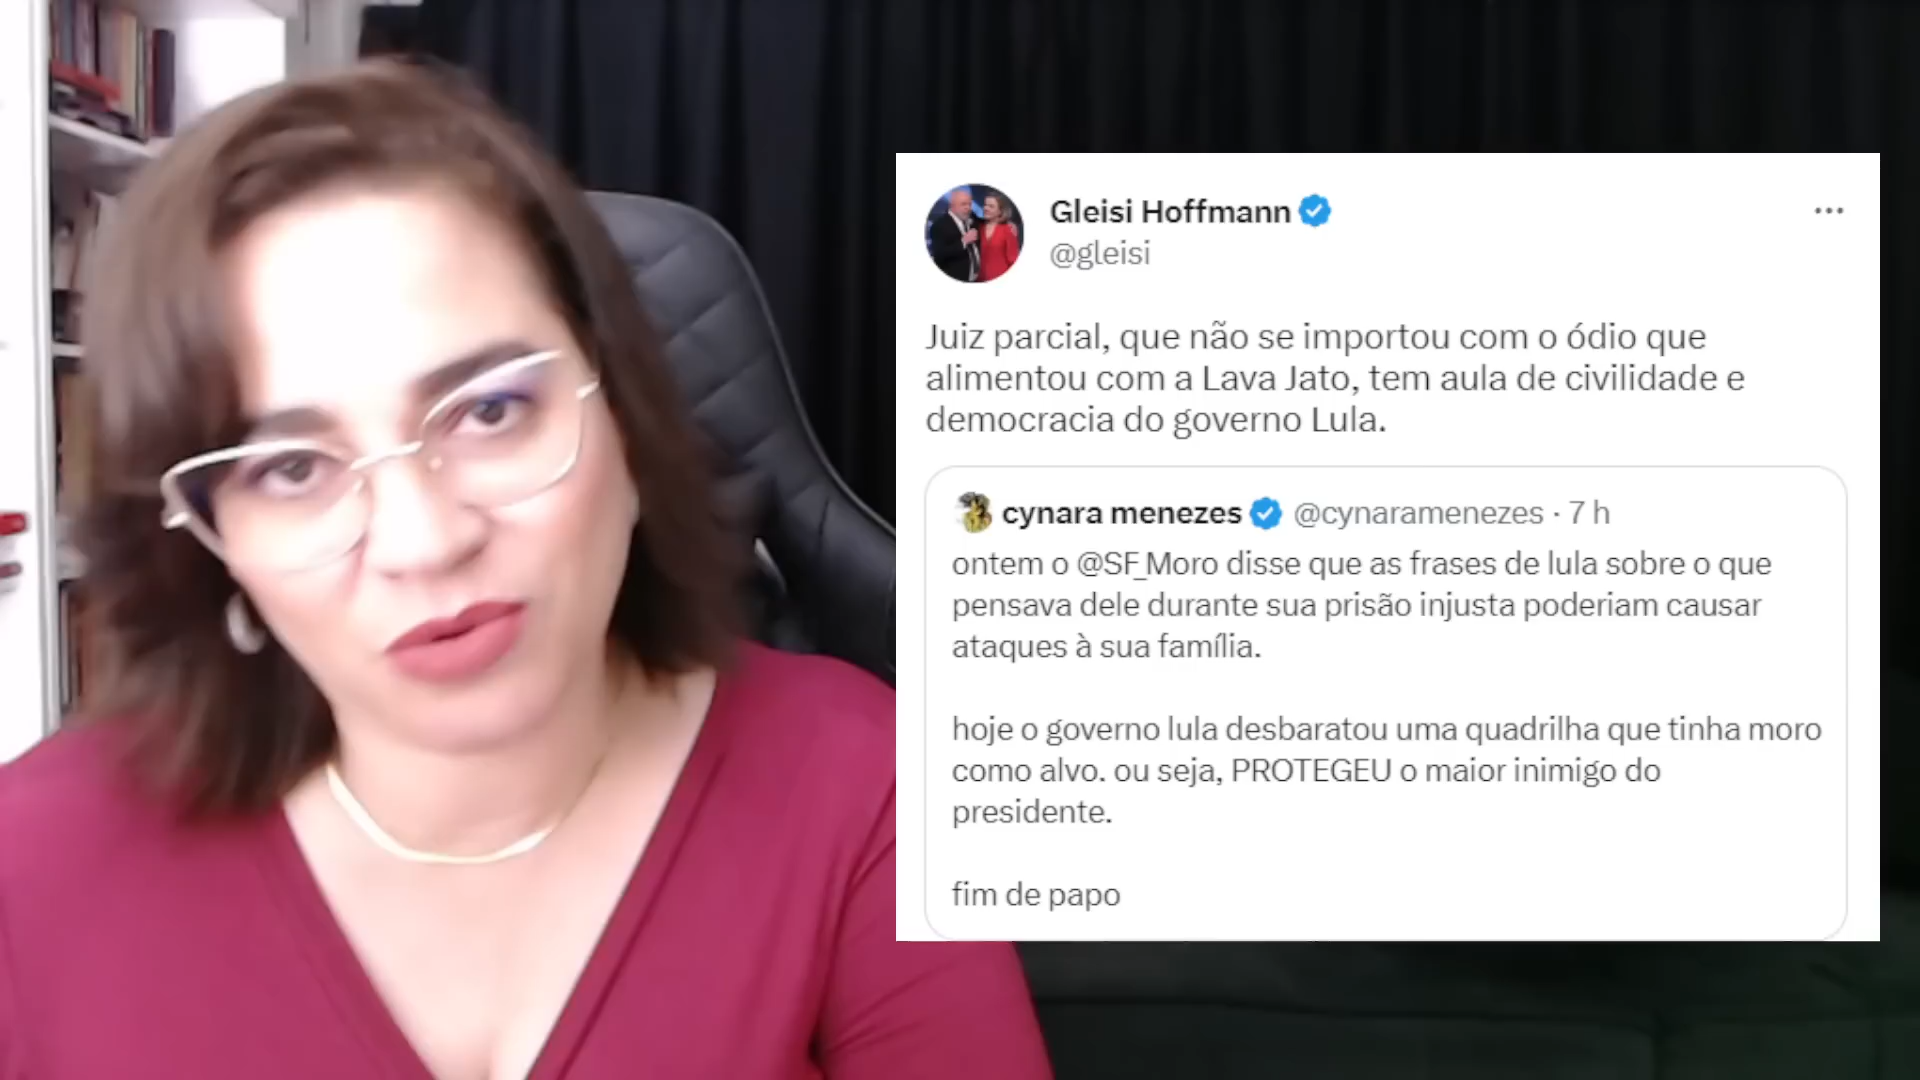 Gleisi Hoffmann
@gleisi
Juiz parcial, que não se importou com o ódio que
alimentou com a Lava Jato, tem aula de civilidade e
democracia do governo Lula.
cynara menezes @cynaramenezes · 7 h
ontem o @SF_Moro disse que as frases de lula sobre o que
pensava dele durante sua prisão injusta poderiam causar
ataques à sua família.
hoje o governo lula desbaratou uma quadrilha que tinha moro
como alvo. ou seja, PROTEGEU o maior inimigo do
presidente.
fim de papo